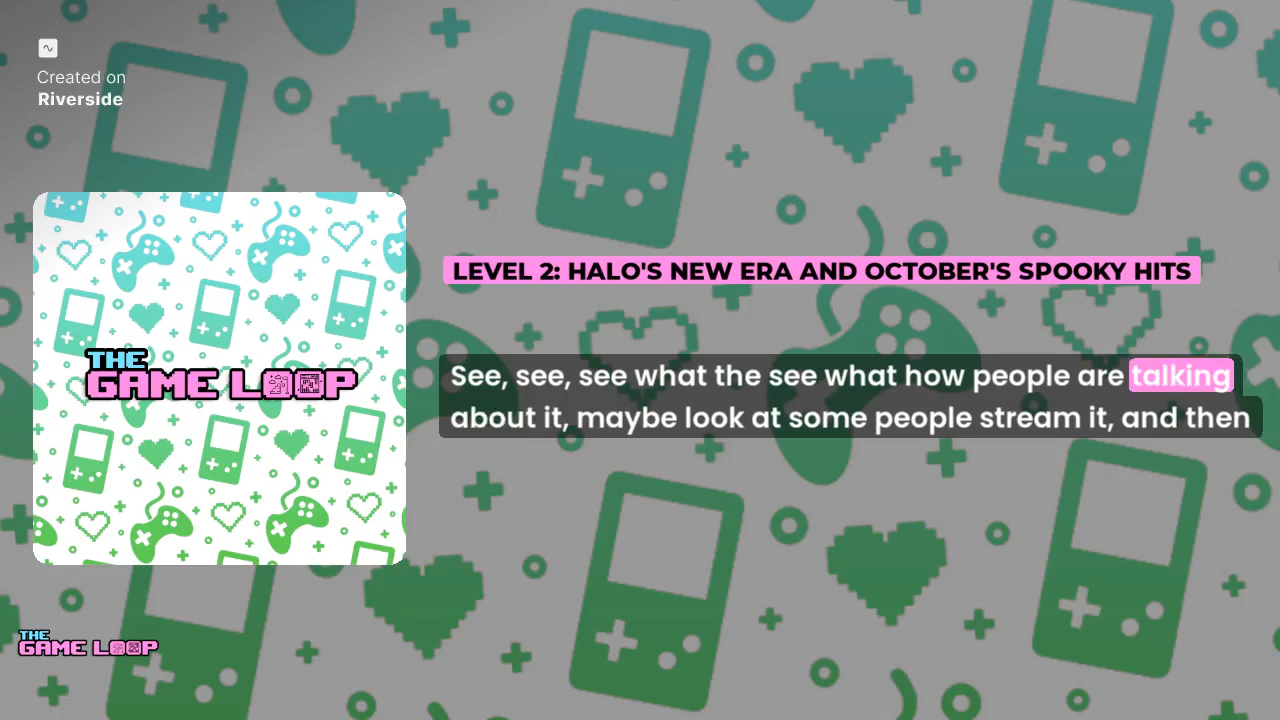 Created on
Riverside
THE
GAME LOOP
LEVEL 2: HALO'S NEW ERA AND OCTOBER'S SPOOKY HITS
See, see, see what the see what how people are talking
about it, maybe look at some people stream it, and then
THE
GAME LOOP